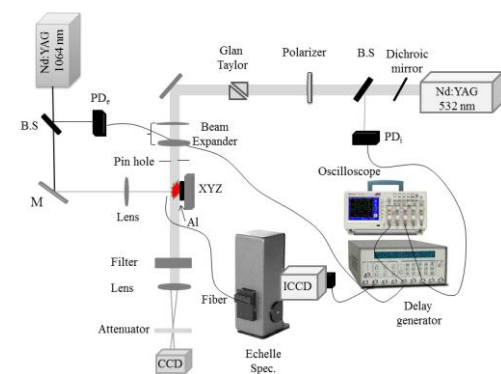 Nd:YAG
1064 nm
Glan
Taylor
Polarizer
B.S
Dichroic
mirror
Nd:YAG
532 nm
PDe
B.S
Beam
Expander
PDi
Pin hole
Oscilloscope
XYZ
M
Lens
Al
Filter
Lens
Fiber
ICCD
Attenuator
Delay
generator
CCD
Echelle
Spec.